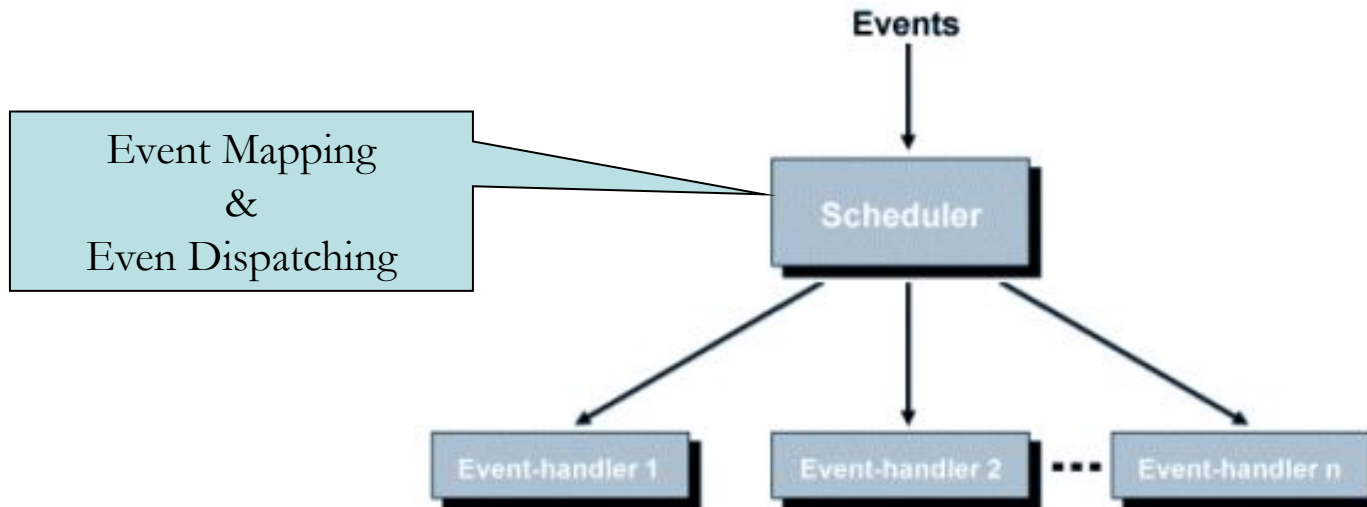 Events
Event Mapping
&
Even Dispatching
Scheduler
Event-handler 1
Event-handler 2
Event-handler n